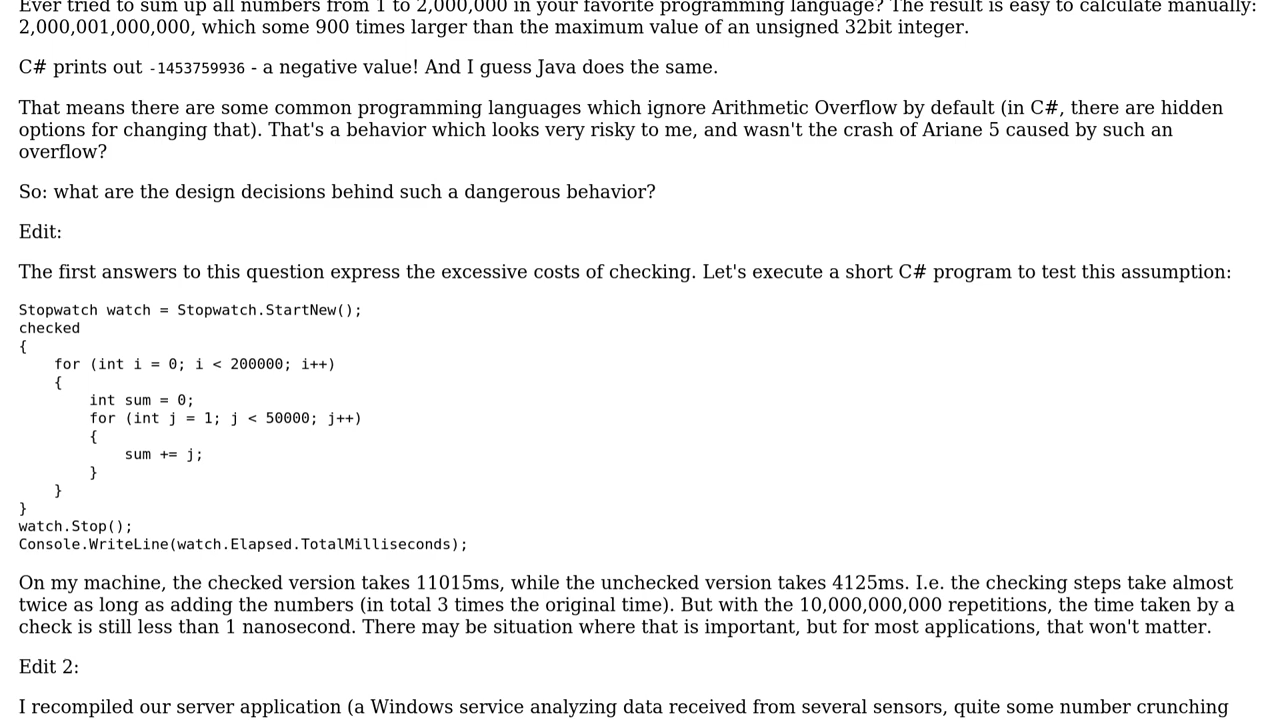 Ever tried to sum up all numbers from 1 to 2,000,000 in your favorite programming language? The result is easy to calculate manually:
2,000,001,000,000, which some 900 times larger than the maximum value of an unsigned 32bit integer.
C# prints out -1453759936 - a negative value! And I guess Java does the same.
That means there are some common programming languages which ignore Arithmetic Overflow by default (in C#, there are hidden
options for changing that). That's a behavior which looks very risky to me, and wasn't the crash of Ariane 5 caused by such an
overflow?
So: what are the design decisions behind such a dangerous behavior?
Edit:
The first answers to this question express the excessive costs of checking. Let's execute a short C# program to test this assumption:
Stopwatch watch = Stopwatch.StartNew();
checked
{
    for (int i = 0; i < 200000; i++)
    {
        int sum = 0;
        for (int j = 1; j < 50000; j++)
        {
            sum += j;
        }
    }
}
watch.Stop();
Console.WriteLine(watch.Elapsed.TotalMilliseconds);
On my machine, the checked version takes 11015ms, while the unchecked version takes 4125ms. I.e. the checking steps take almost
twice as long as adding the numbers (in total 3 times the original time). But with the 10,000,000,000 repetitions, the time taken by a
check is still less than 1 nanosecond. There may be situation where that is important, but for most applications, that won't matter.
Edit 2:
I recompiled our server application (a Windows service analyzing data received from several sensors, quite some number crunching